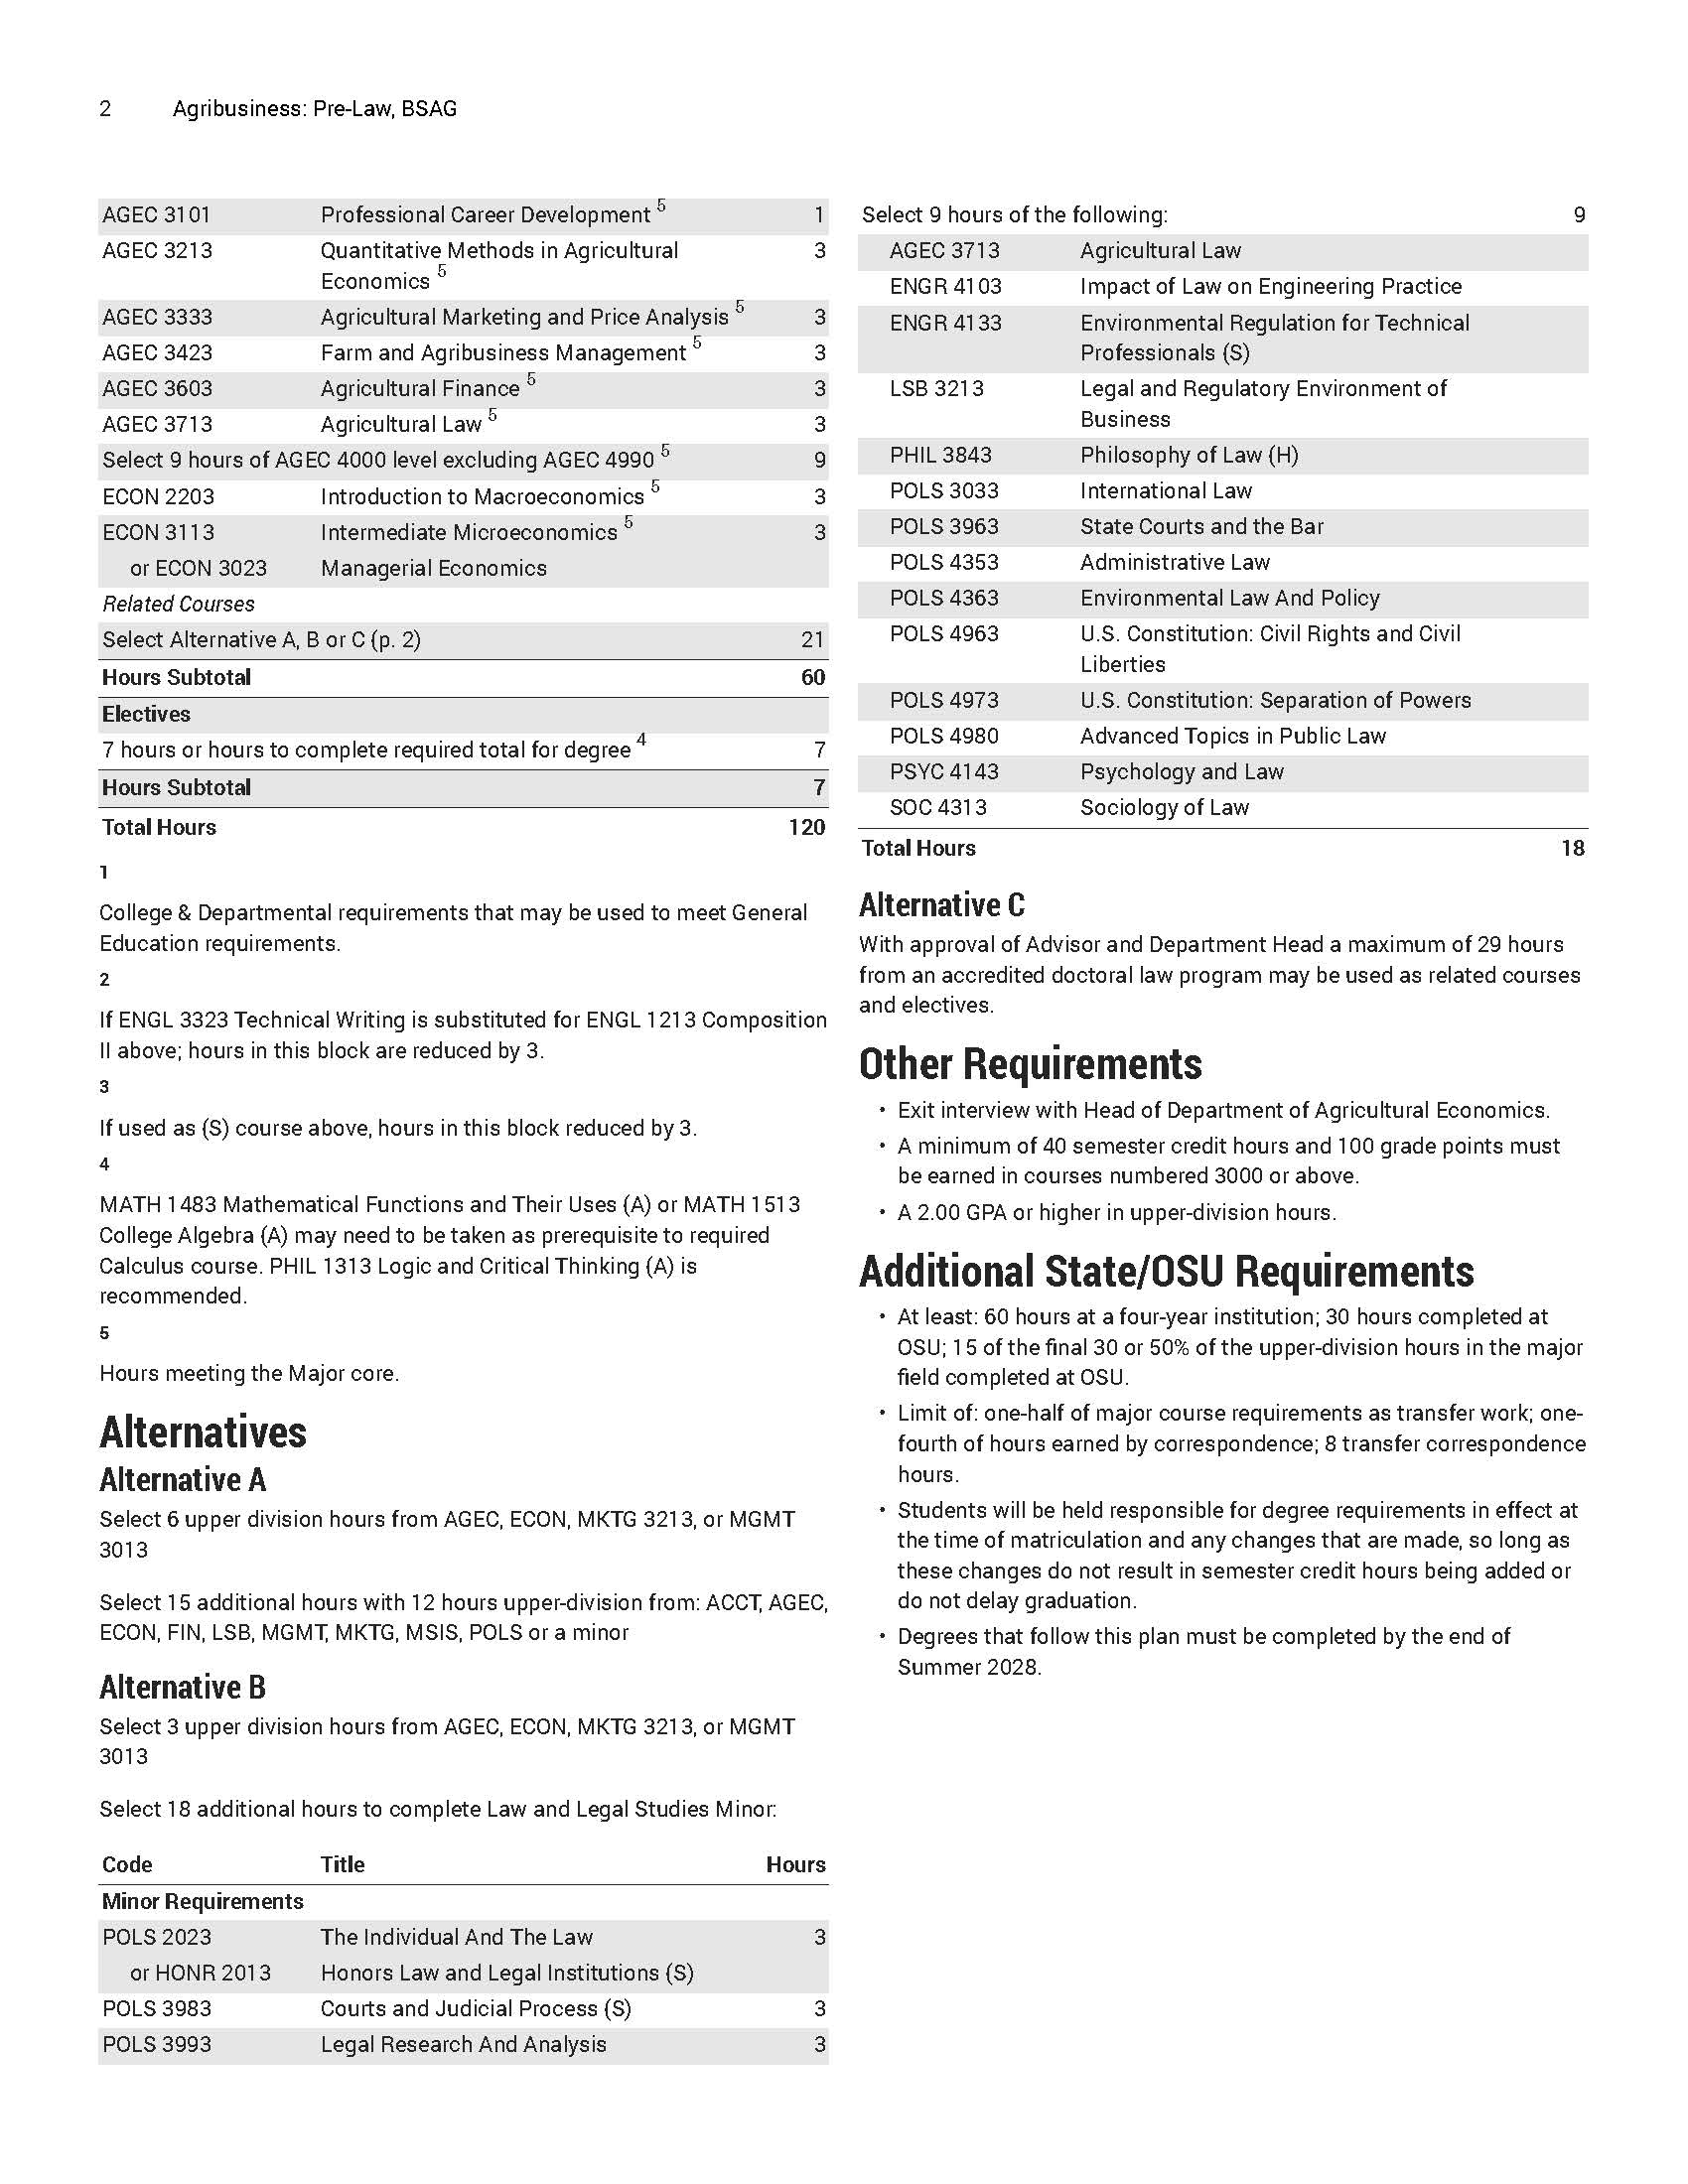 2 Agribusiness: Pre-Law, BSAG
AGEC 3101 Professional Career Development 5 1
AGEC 3213 Quantitative Methods in Agricultural 3
Economics 5
AGEC 3333 Agricultural Marketing and Price Analysis 5 3
AGEC 3423 Farm and Agribusiness Management 5 3
AGEC 3603 Agricultural Finance 5 3
AGEC 3713 Agricultural Law 5 3
Select 9 hours of AGEC 4000 level excluding AGEC 4990 5 9
ECON 2203 Introduction to Macroeconomics 5 3
ECON 3113 Intermediate Microeconomics 5 3
or ECON 3023 Managerial Economics
Related Courses
Select Alternative A, B or C (p. 2) 21
Hours Subtotal 60
Electives
7 hours or hours to complete required total for degree 4 7
Hours Subtotal 7
Total Hours 120
1
College & Departmental requirements that may be used to meet General
Education requirements.
2
If ENGL 3323 Technical Writing is substituted for ENGL 1213 Composition
II above; hours in this block are reduced by 3.
3
If used as (S) course above, hours in this block reduced by 3.
4
MATH 1483 Mathematical Functions and Their Uses (A) or MATH 1513
College Algebra (A) may need to be taken as prerequisite to required
Calculus course. PHIL 1313 Logic and Critical Thinking (A) is
recommended.
5
Hours meeting the Major core.
Alternatives
Alternative A
Select 6 upper division hours from AGEC, ECON, MKTG 3213, or MGMT
3013
Select 15 additional hours with 12 hours upper-division from: ACCT, AGEC,
ECON, FIN, LSB, MGMT, MKTG, MSIS, POLS or a minor
Alternative B
Select 3 upper division hours from AGEC, ECON, MKTG 3213, or MGMT
3013
Select 18 additional hours to complete Law and Legal Studies Minor:
Code Title Hours
Minor Requirements
POLS 2023 The Individual And The Law 3
or HONR 2013 Honors Law and Legal Institutions (S)
POLS 3983 Courts and Judicial Process (S) 3
POLS 3993 Legal Research And Analysis 3
Select 9 hours of the following: 9
AGEC 3713 Agricultural Law
ENGR 4103 Impact of Law on Engineering Practice
ENGR 4133 Environmental Regulation for Technical
Professionals (S)
LSB 3213 Legal and Regulatory Environment of
Business
PHIL 3843 Philosophy of Law (H)
POLS 3033 International Law
POLS 3963 State Courts and the Bar
POLS 4353 Administrative Law
POLS 4363 Environmental Law And Policy
POLS 4963 U.S. Constitution: Civil Rights and Civil
Liberties
POLS 4973 U.S. Constitution: Separation of Powers
POLS 4980 Advanced Topics in Public Law
PSYC 4143 Psychology and Law
SOC 4313 Sociology of Law
Total Hours 18
Alternative C
With approval of Advisor and Department Head a maximum of 29 hours
from an accredited doctoral law program may be used as related courses
and electives.
Other Requirements
• Exit interview with Head of Department of Agricultural Economics.
• A minimum of 40 semester credit hours and 100 grade points must
be earned in courses numbered 3000 or above.
• A 2.00 GPA or higher in upper-division hours.
Additional State/OSU Requirements
• At least: 60 hours at a four-year institution; 30 hours completed at
OSU; 15 of the final 30 or 50% of the upper-division hours in the major
field completed at OSU.
• Limit of: one-half of major course requirements as transfer work; one-
fourth of hours earned by correspondence; 8 transfer correspondence
hours.
• Students will be held responsible for degree requirements in effect at
the time of matriculation and any changes that are made, so long as
these changes do not result in semester credit hours being added or
do not delay graduation.
• Degrees that follow this plan must be completed by the end of
Summer 2028.